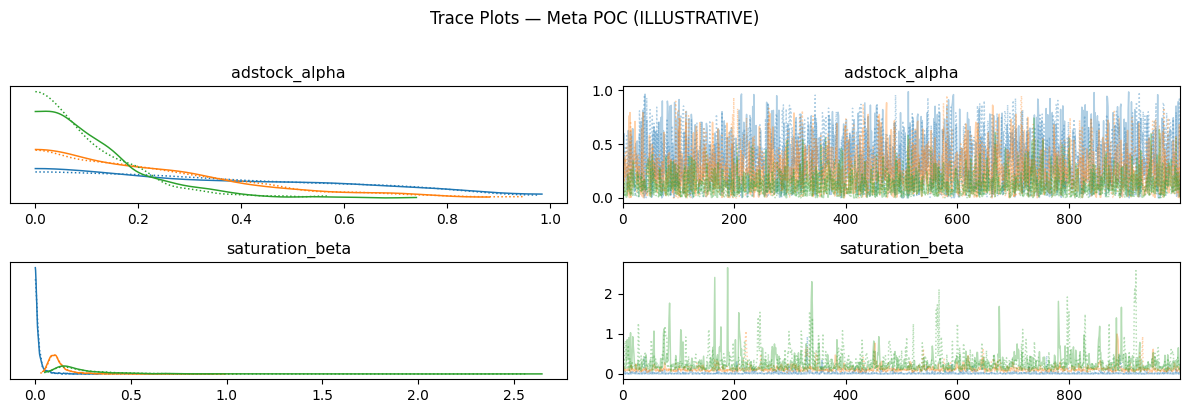 Trace Plots — Meta POC (ILLUSTRATIVE)
adstock_alpha
0.0 0.2 0.4 0.6 0.8 1.0
adstock_alpha
1.0
0.5
0.0
0 200 400 600 800
saturation_beta
0.0 0.5 1.0 1.5 2.0 2.5
saturation_beta
2
1
0
0 200 400 600 800